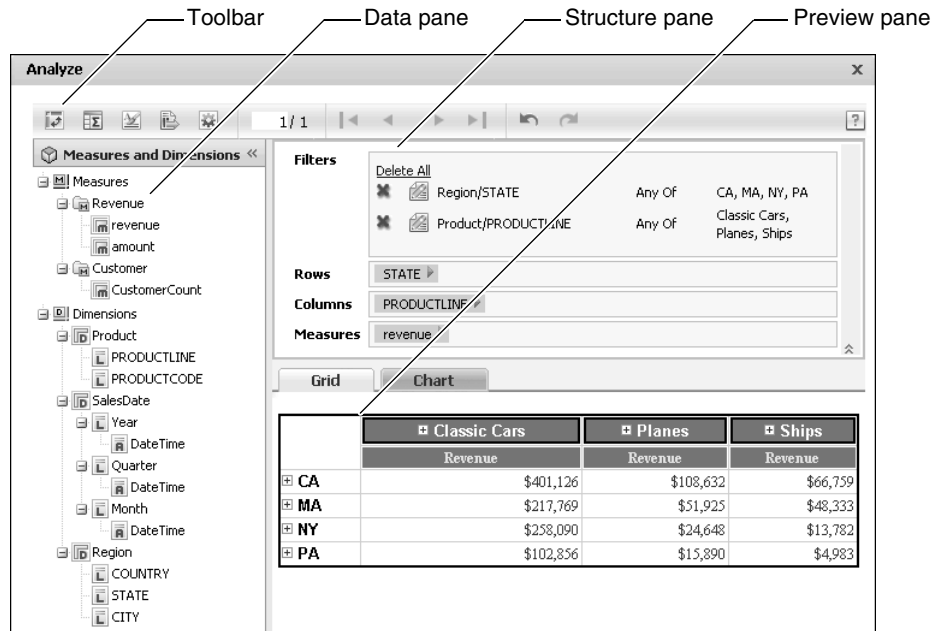 Toolbar
Data pane
Structure pane
Preview pane
Analyze
x
1/ 1
?
Measures and Dimensions «
Measures
Revenue
revenue
amount
Customer
CustomerCount
Dimensions
Product
PRODUCTLINE
PRODUCTCODE
SalesDate
Year
DateTime
Quarter
DateTime
Month
DateTime
Region
COUNTRY
STATE
CITY
Filters
Delete All
Region/STATE Any Of CA, MA, NY, PA
Product/PRODUCTLINE Any Of Classic Cars,
Planes, Ships
Rows STATE
Columns PRODUCTLINE
Measures revenue
Grid Chart
Classic Cars Planes Ships
Revenue Revenue Revenue
CA $401,126 $108,632 $66,759
MA $217,769 $51,925 $48,333
NY $258,090 $24,648 $13,782
PA $102,856 $15,890 $4,983